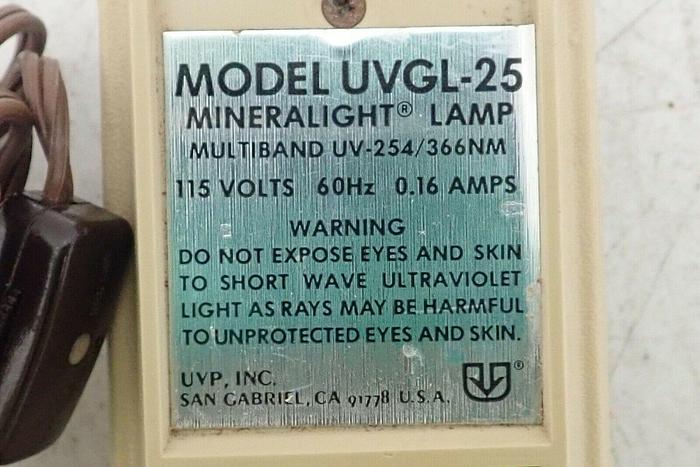 MODEL UVGL-25
MINERALIGHT® LAMP
MULTIBAND UV-254/366NM
115 VOLTS 60Hz 0.16 AMPS
WARNING
DO NOT EXPOSE EYES AND SKIN
TO SHORT WAVE ULTRAVIOLET
LIGHT AS RAYS MAY BE HARMFUL
TO UNPROTECTED EYES AND SKIN.
UVP, INC.
SAN GABRIEL, CA 91778 U.S.A.
®